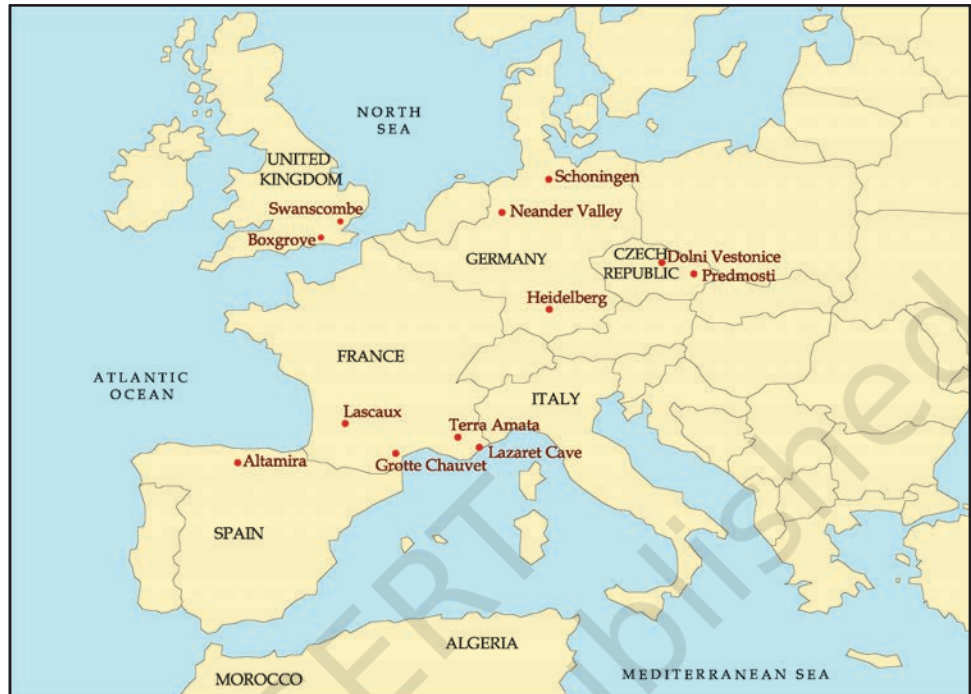 NORTH
SEA
UNITED
KINGDOM
Schoningen
Swanscombe
Neander Valley
Boxgrove
GERMANY
CZECH
REPUBLIC
Dolni Vestonice
Predmosti
Heidelberg
FRANCE
ATLANTIC
OCEAN
ITALY
Lascaux
Terra Amata
Lazaret Cave
Grotte Chauvet
Altamira
SPAIN
ALGERIA
MOROCCO
MEDITERRANEAN SEA